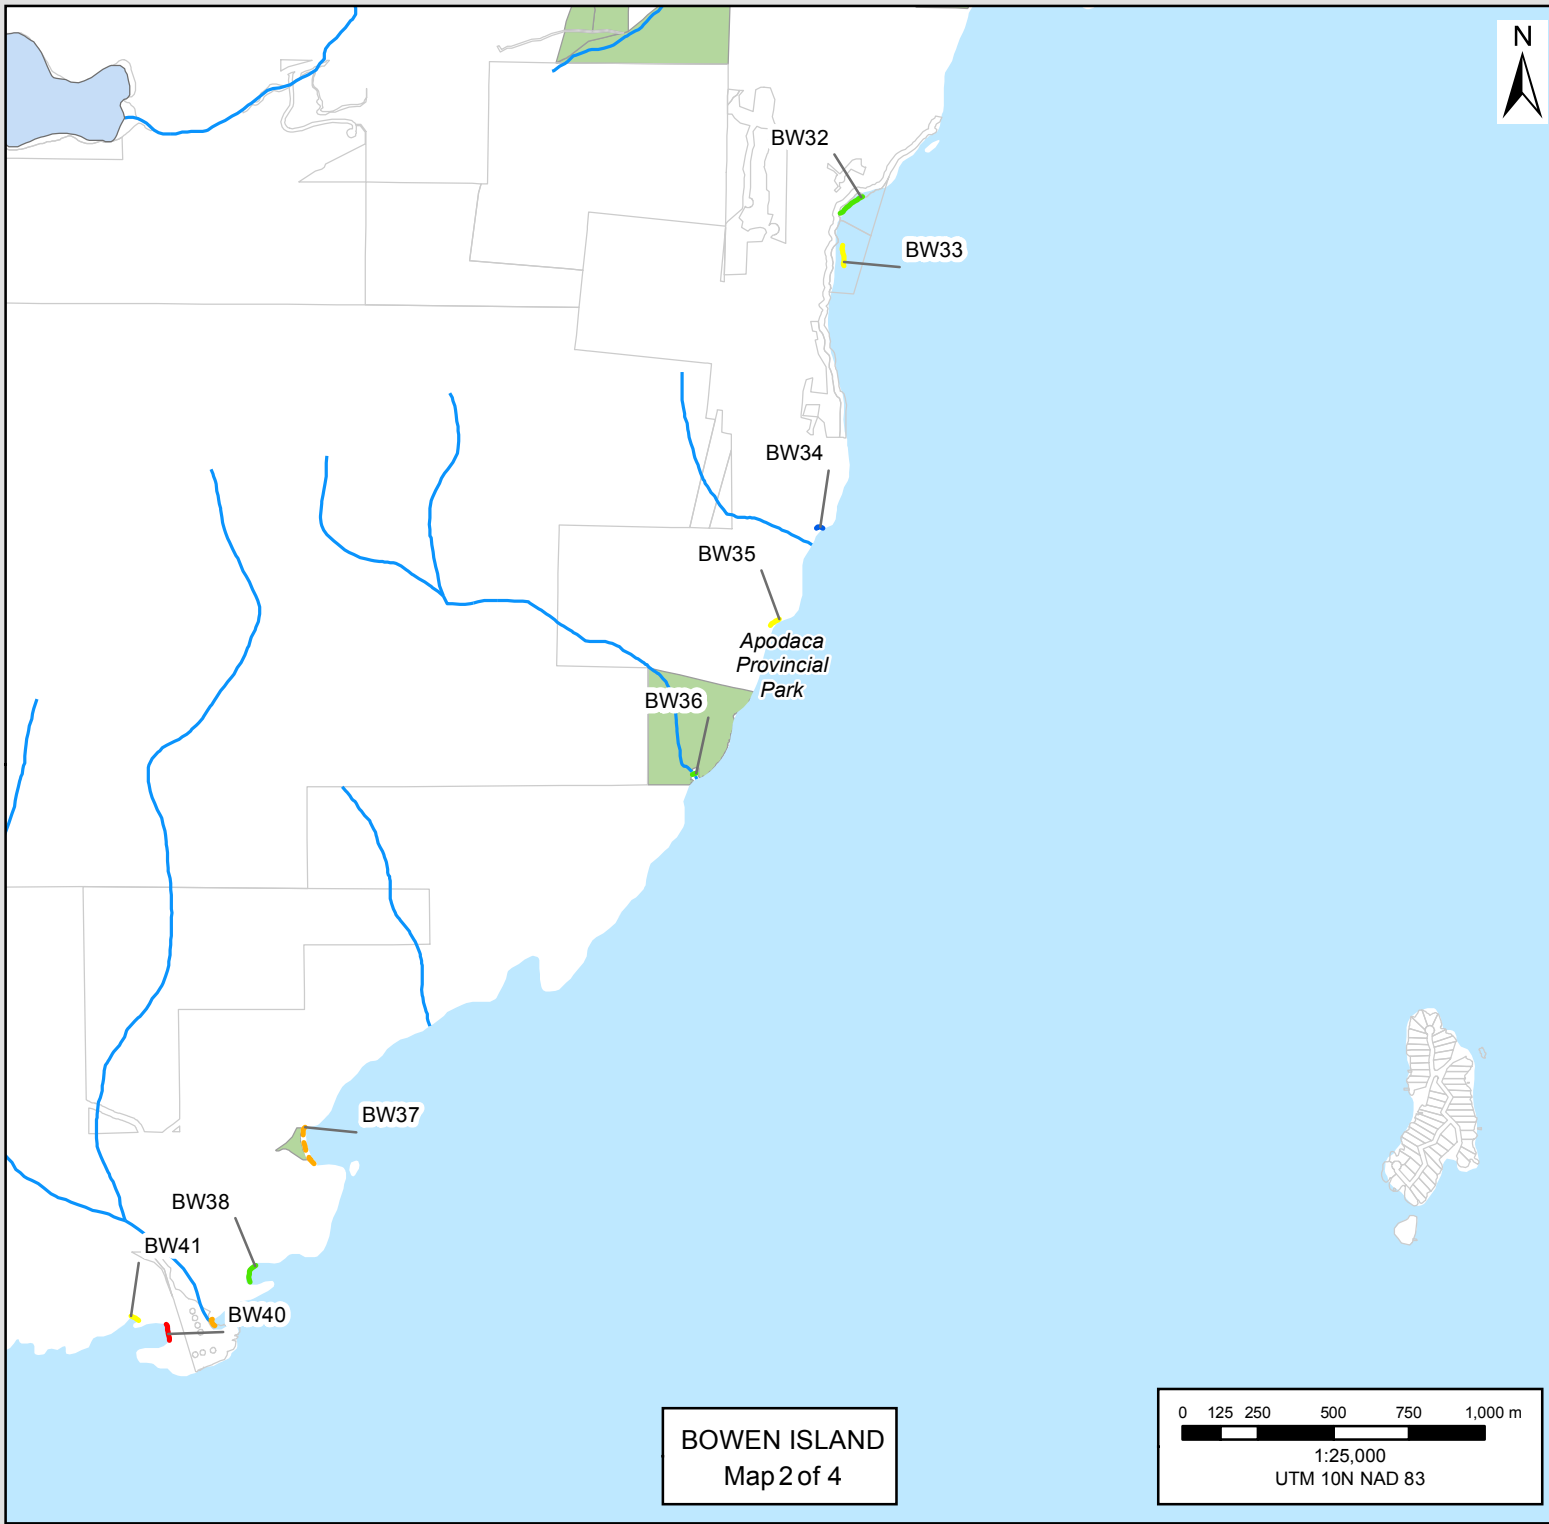 N
BW32
BW33
BW34
BW35
Apodaca
Provincial
Park
BW36
BW37
BW38
BW41
BW40
BOWEN ISLAND
Map 2 of 4
0 125 250 500 750 1,000 m
1:25,000
UTM 10N NAD 83